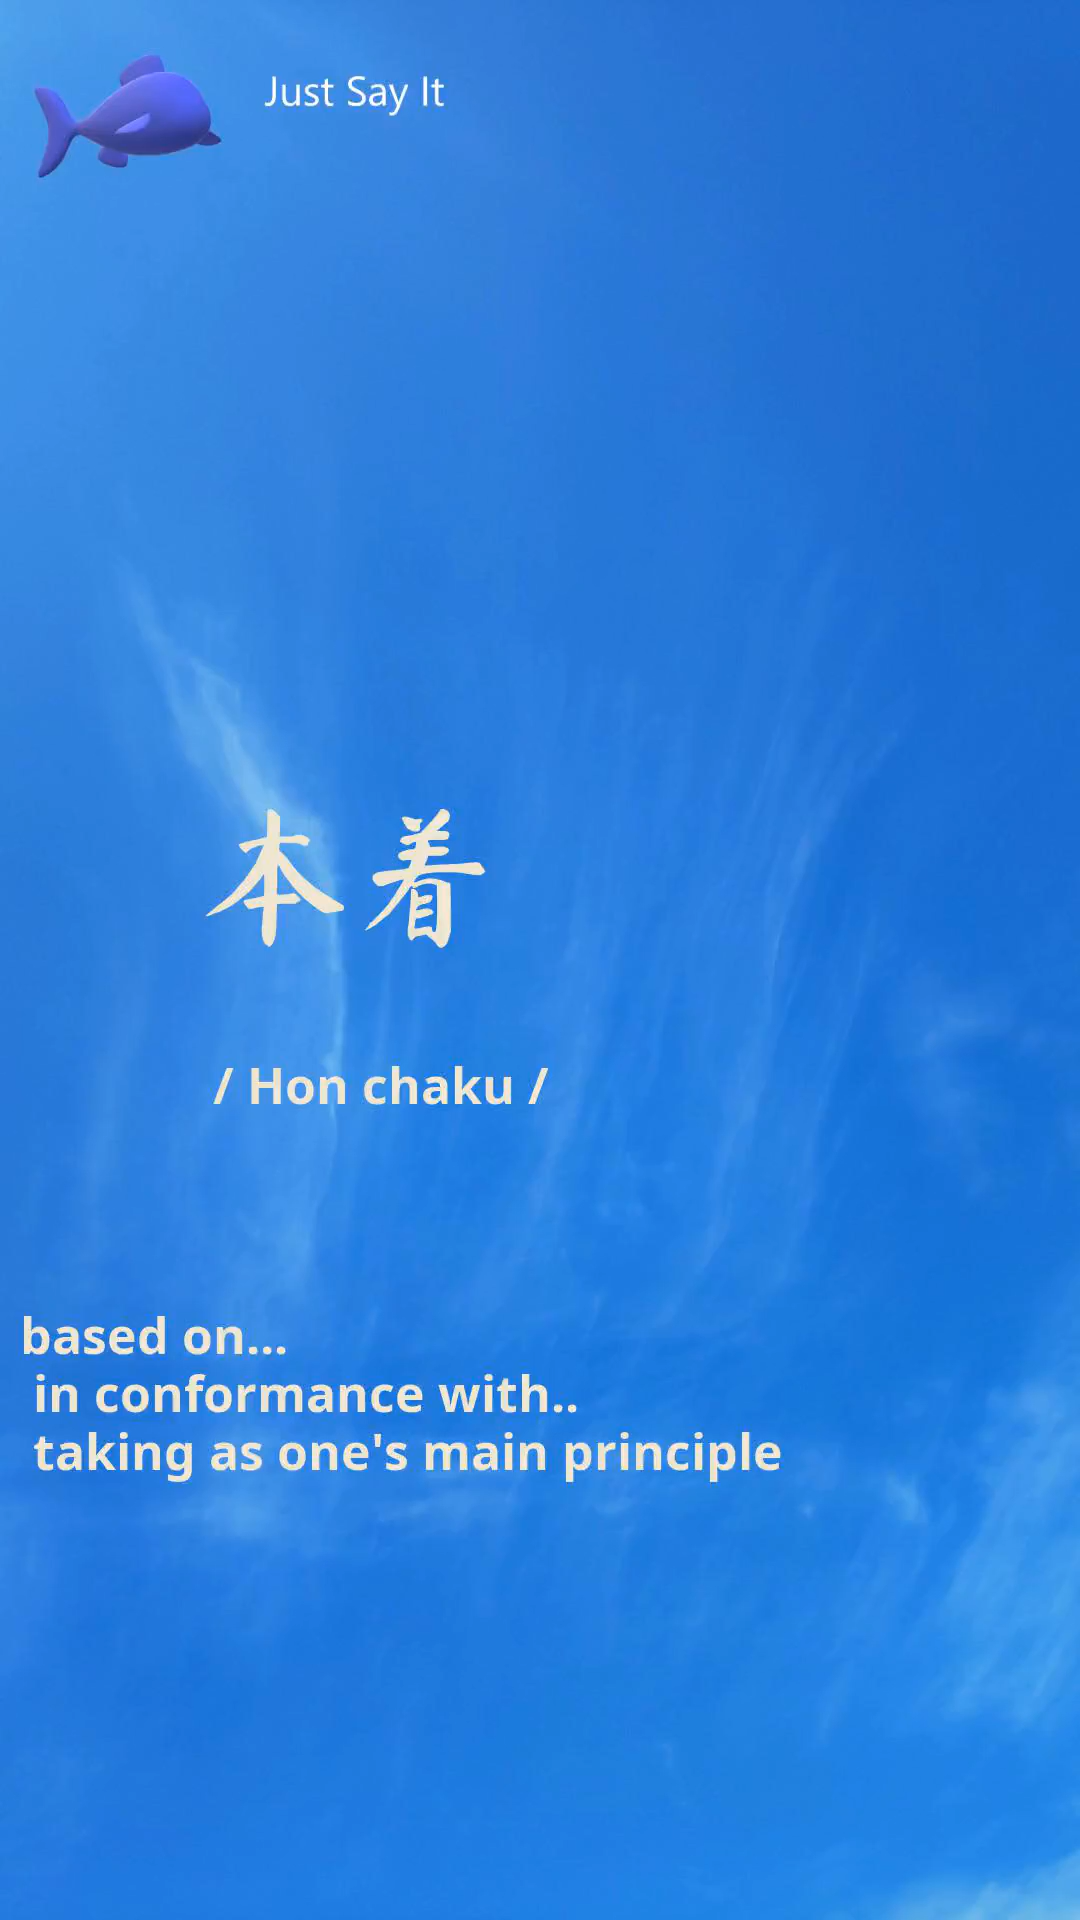 Just Say It
本着
/ Hon chaku /
based on...
in conformance with..
taking as one's main principle